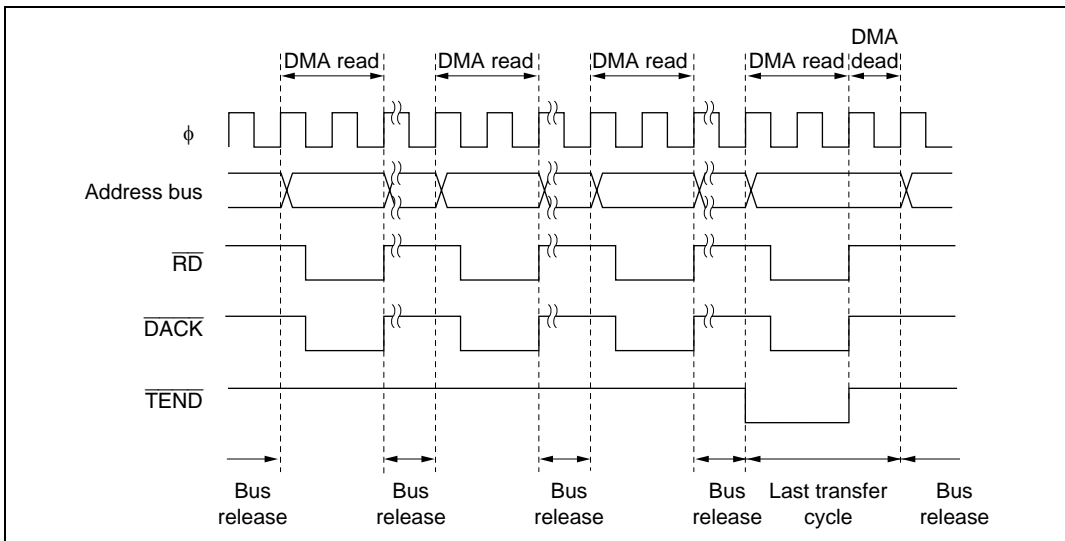 DMA
dead
DMA read
DMA read
DMA read
DMA read
ϕ
Address bus
RD
DACK
TEND
Bus
release
Bus
release
Bus
release
Bus
release
Last transfer
cycle
Bus
release